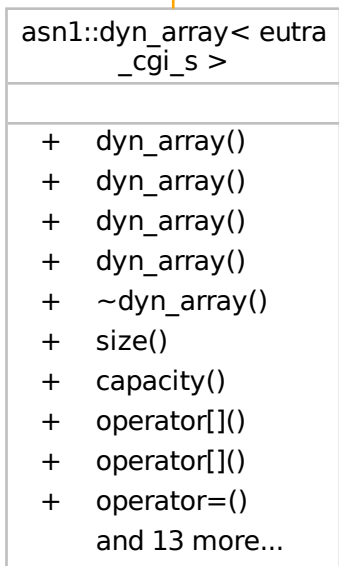 asn1::dyn_array< eutra
_cgi_s >
+ dyn_array()
+ dyn_array()
+ dyn_array()
+ dyn_array()
+ ~dyn_array()
+ size()
+ capacity()
+ operator[]()
+ operator[]()
+ operator=()
and 13 more...